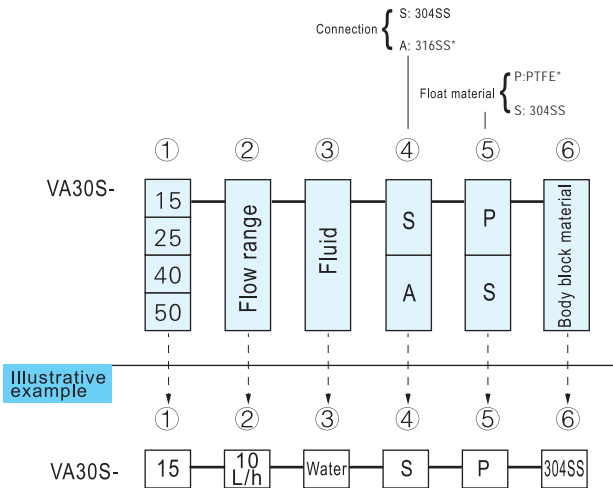 S: 304SS
Connection {
A: 316SS*
P:PTFE*
Float material {
S: 304SS
① ② ③ ④ ⑤ ⑥
VA30S-
15
25
40
50
Flow range
Fluid
S
A
P
S
Body block material
Illustrative
example
① ② ③ ④ ⑤ ⑥
VA30S- 15 10 L/h Water S P 304SS